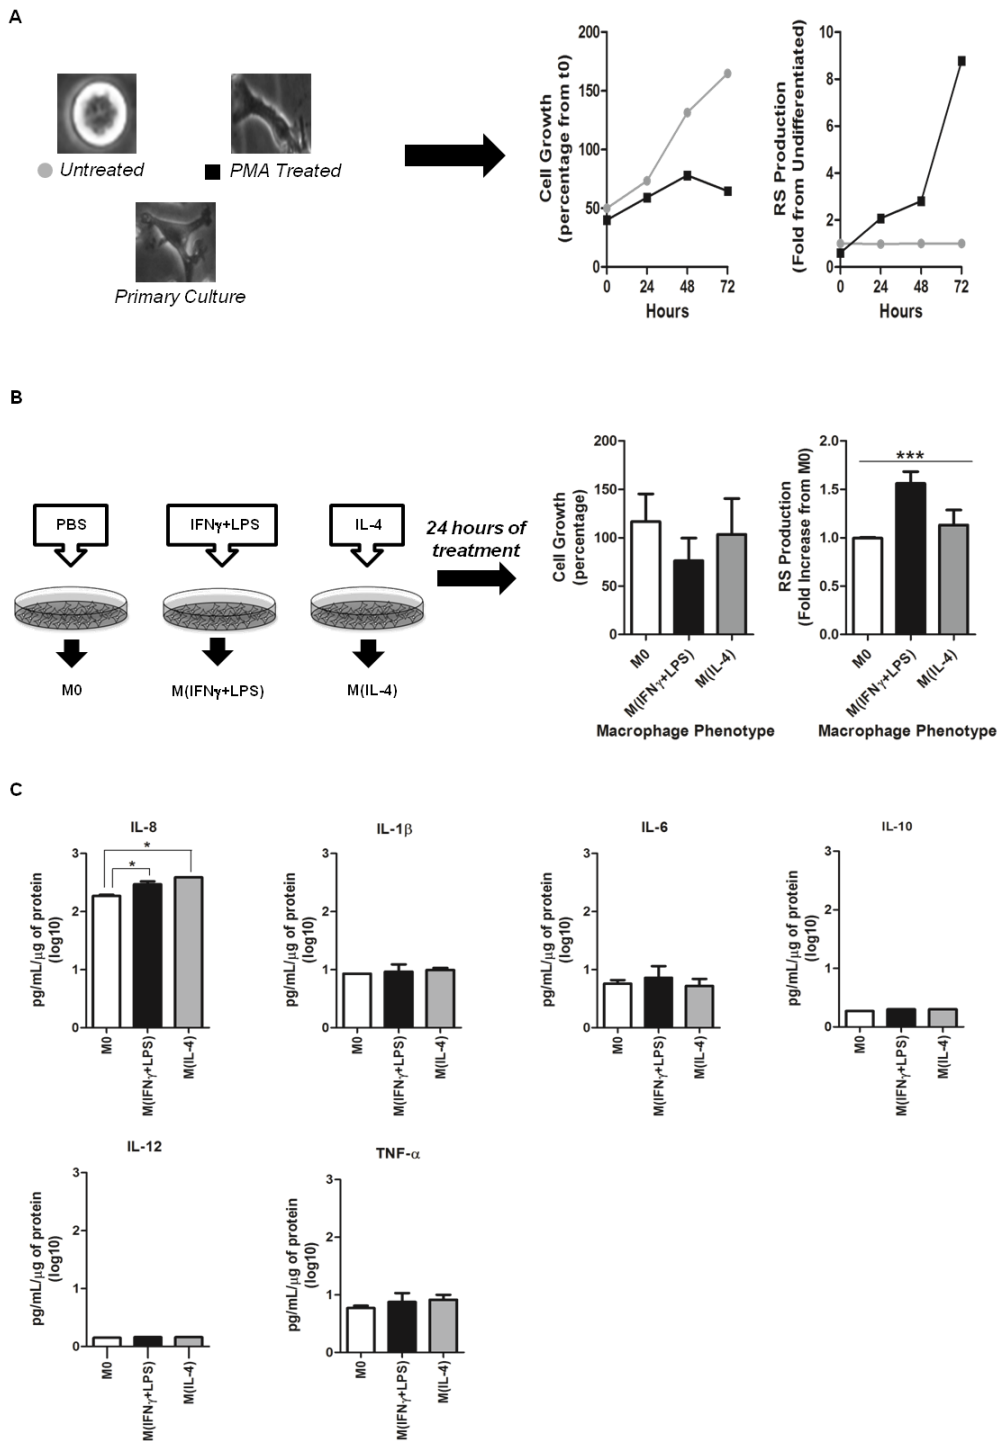 A
Untreated
PMA Treated
Primary Culture
Cell Growth
(percentage from t0)
200
150
100
50
0
0 24 48 72
Hours
RS Production
(Fold from Undifferentiated)
10
8
6
4
2
0
0 24 48 72
Hours
B
PBS
IFNγ+LPS
IL-4
24 hours of
treatment
M0
M(IFNγ+LPS)
M(IL-4)
Cell Growth
(percentage)
200
150
100
50
0
M0
M(IFNγ+LPS)
M(IL-4)
Macrophage Phenotype
RS Production
(Fold Increase from M0)
2.0
1.5
1.0
0.5
0.0
***
M0
M(IFNγ+LPS)
M(IL-4)
Macrophage Phenotype
C
IL-8
pg/mL/μg of protein
(log10)
3
2
1
0
*
*
M0
M(IFNγ+LPS)
M(IL-4)
IL-1β
pg/mL/μg of protein
(log10)
3
2
1
0
M0
M(IFNγ+LPS)
M(IL-4)
IL-6
pg/mL/μg of protein
(log10)
3
2
1
0
M0
M(IFNγ+LPS)
M(IL-4)
IL-10
pg/mL/μg of protein
(log10)
3
2
1
0
M0
M(IFNγ+LPS)
M(IL-4)
IL-12
pg/mL/μg of protein
(log10)
3
2
1
0
M0
M(IFNγ+LPS)
M(IL-4)
TNF-α
pg/mL/μg of protein
(log10)
3
2
1
0
M0
M(IFNγ+LPS)
M(IL-4)